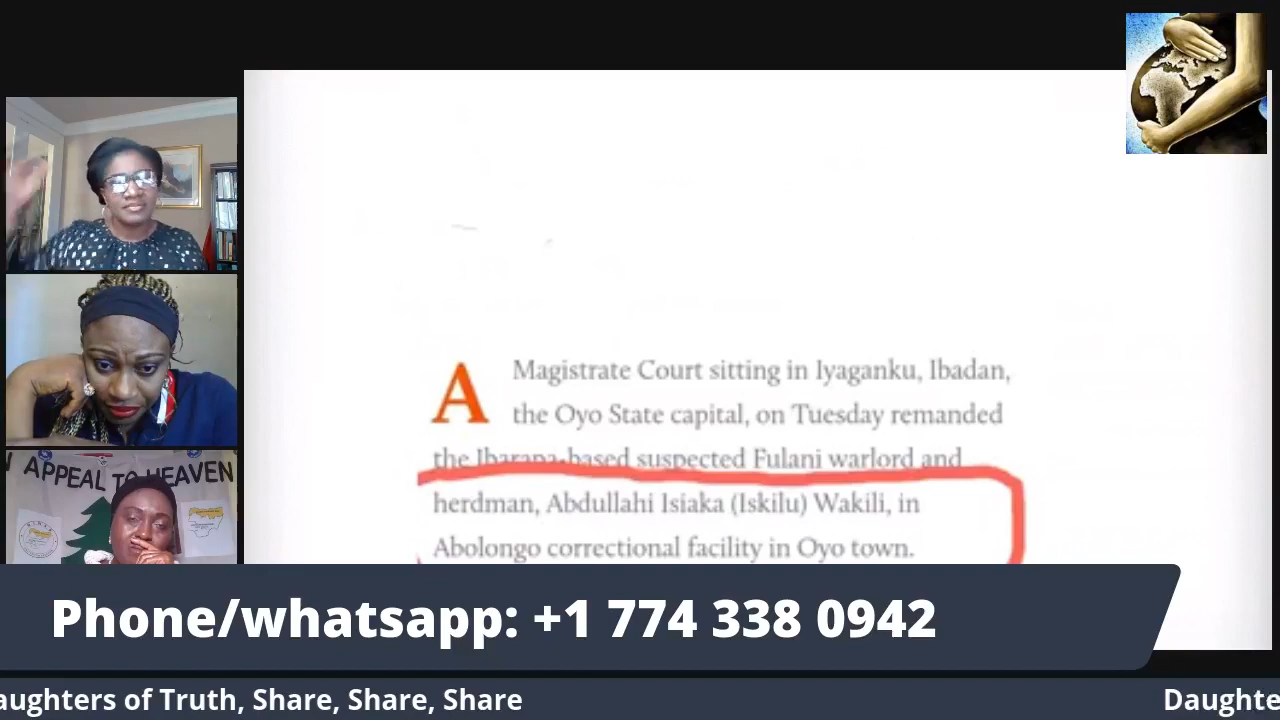 APPEAL TO HEAVEN
A Magistrate Court sitting in Iyaganku, Ibadan,
the Oyo State capital, on Tuesday remanded
the Ibarapa-based suspected Fulani warlord and
herdman, Abdullahi Isiaka (Iskilu) Wakili, in
Abolongo correctional facility in Oyo town.
Phone/whatsapp: +1 774 338 0942
aughters of Truth, Share, Share, Share
Daughte